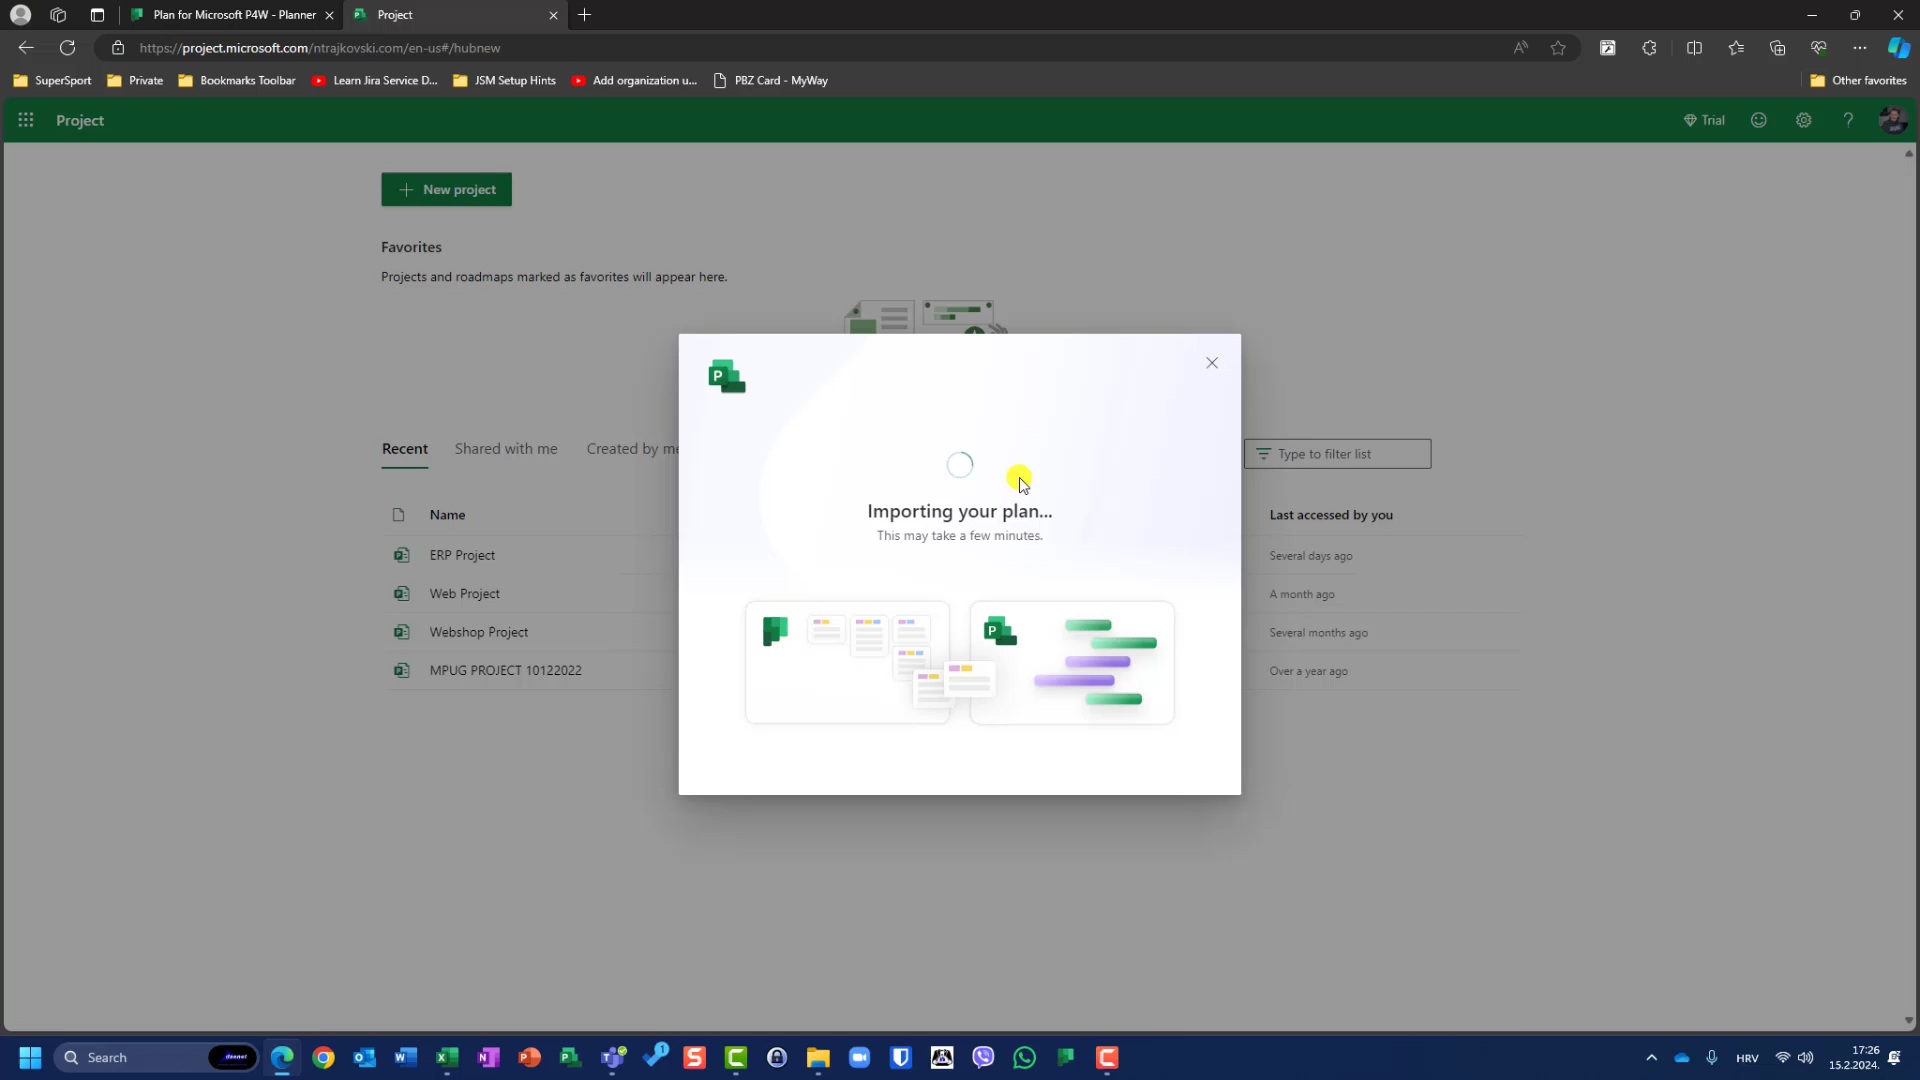 Plan for Microsoft P4W - Planner
Project
https://project.microsoft.com/ntrajkovski.com/en-us#/hubnew
SuperSport
Private
Bookmarks Toolbar
Learn Jira Service D...
JSM Setup Hints
Add organization u...
PBZ Card - MyWay
Other favorites
Project
Trial
?
New project
Favorites
Projects and roadmaps marked as favorites will appear here.
P
Recent
Shared with me
Created by me
Type to filter list
Importing your plan...
This may take a few minutes.
Name
Last accessed by you
ERP Project
Several days ago
Web Project
A month ago
Webshop Project
Several months ago
MPUG PROJECT 10122022
Over a year ago
P
Search
HRV
17:26
15.2.2024.